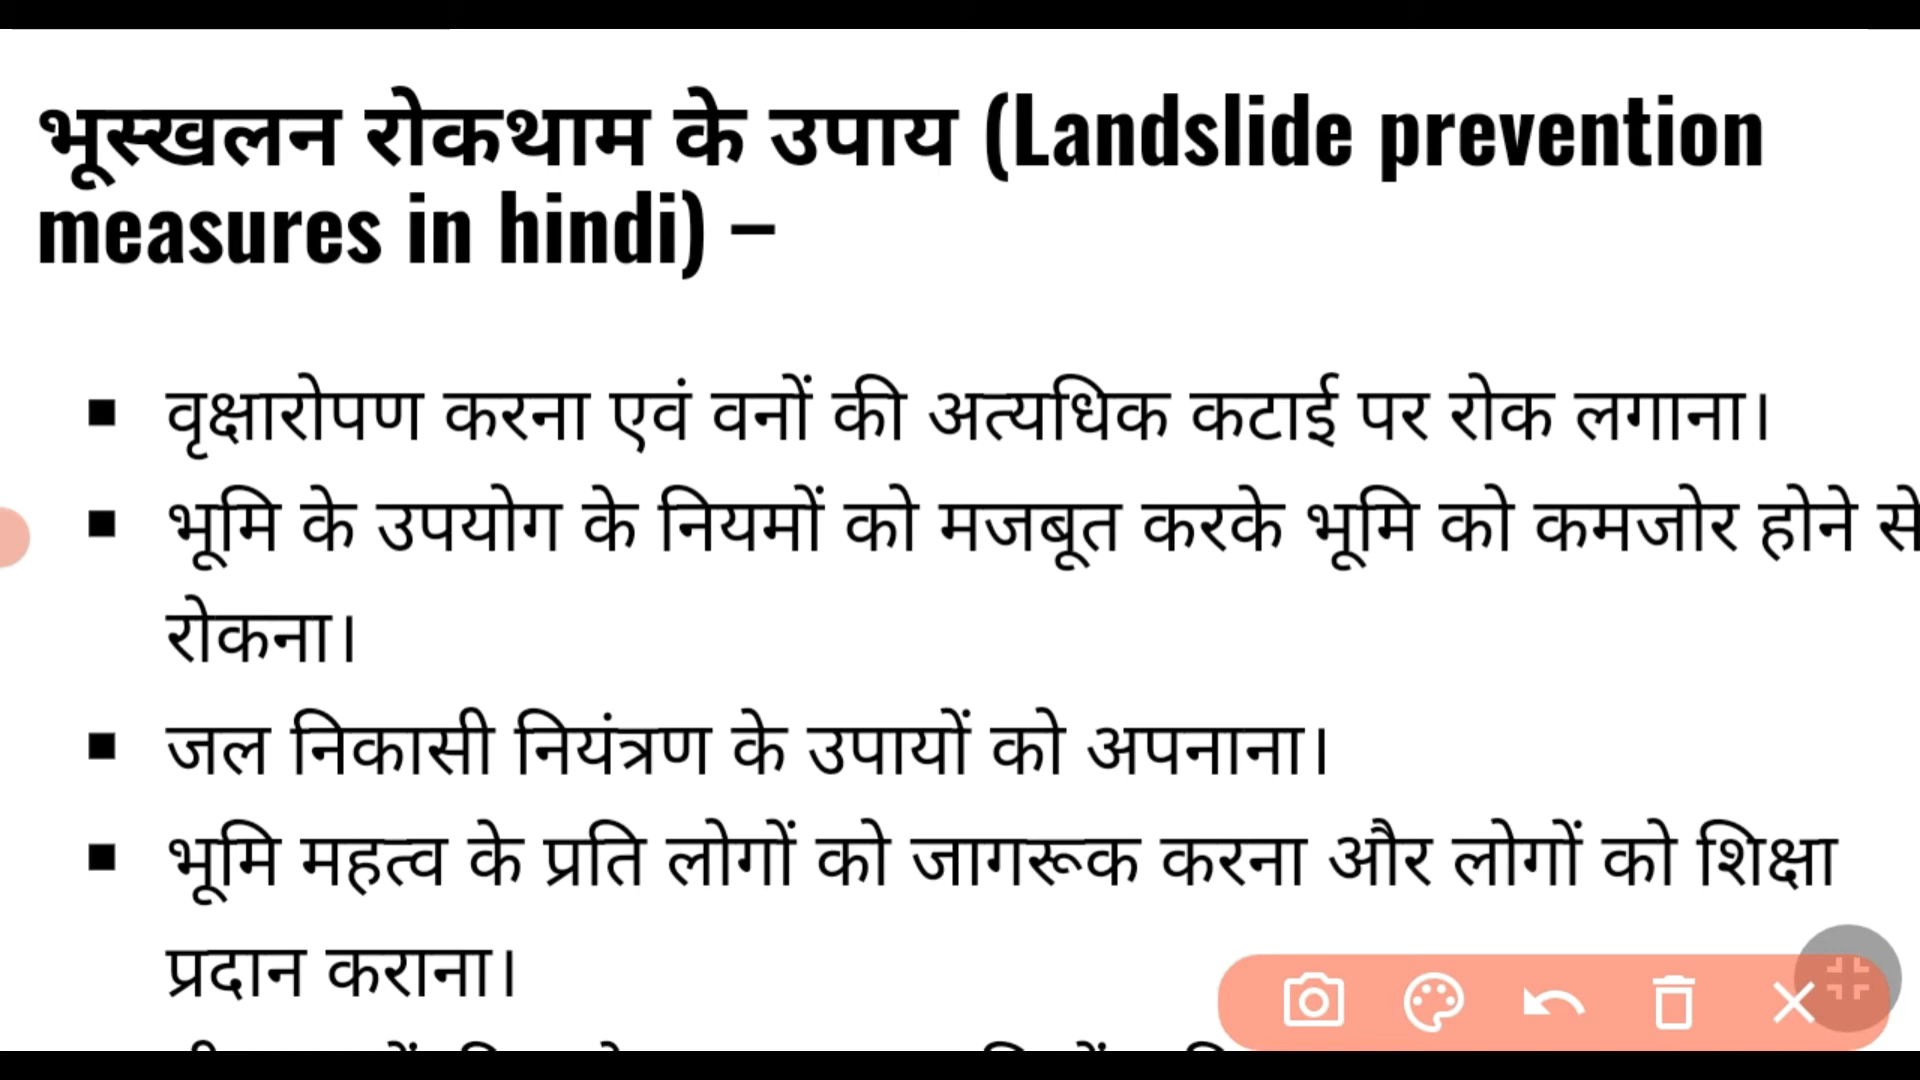 भूस्खलन रोकथाम के उपाय (Landslide prevention
measures in hindi) –
▪ वृक्षारोपण करना एवं वनों की अत्यधिक कटाई पर रोक लगाना।
▪ भूमि के उपयोग के नियमों को मजबूत करके भूमि को कमजोर होने से
रोकना।
▪ जल निकासी नियंत्रण के उपायों को अपनाना।
▪ भूमि महत्व के प्रति लोगों को जागरूक करना और लोगों को शिक्षा
प्रदान कराना।